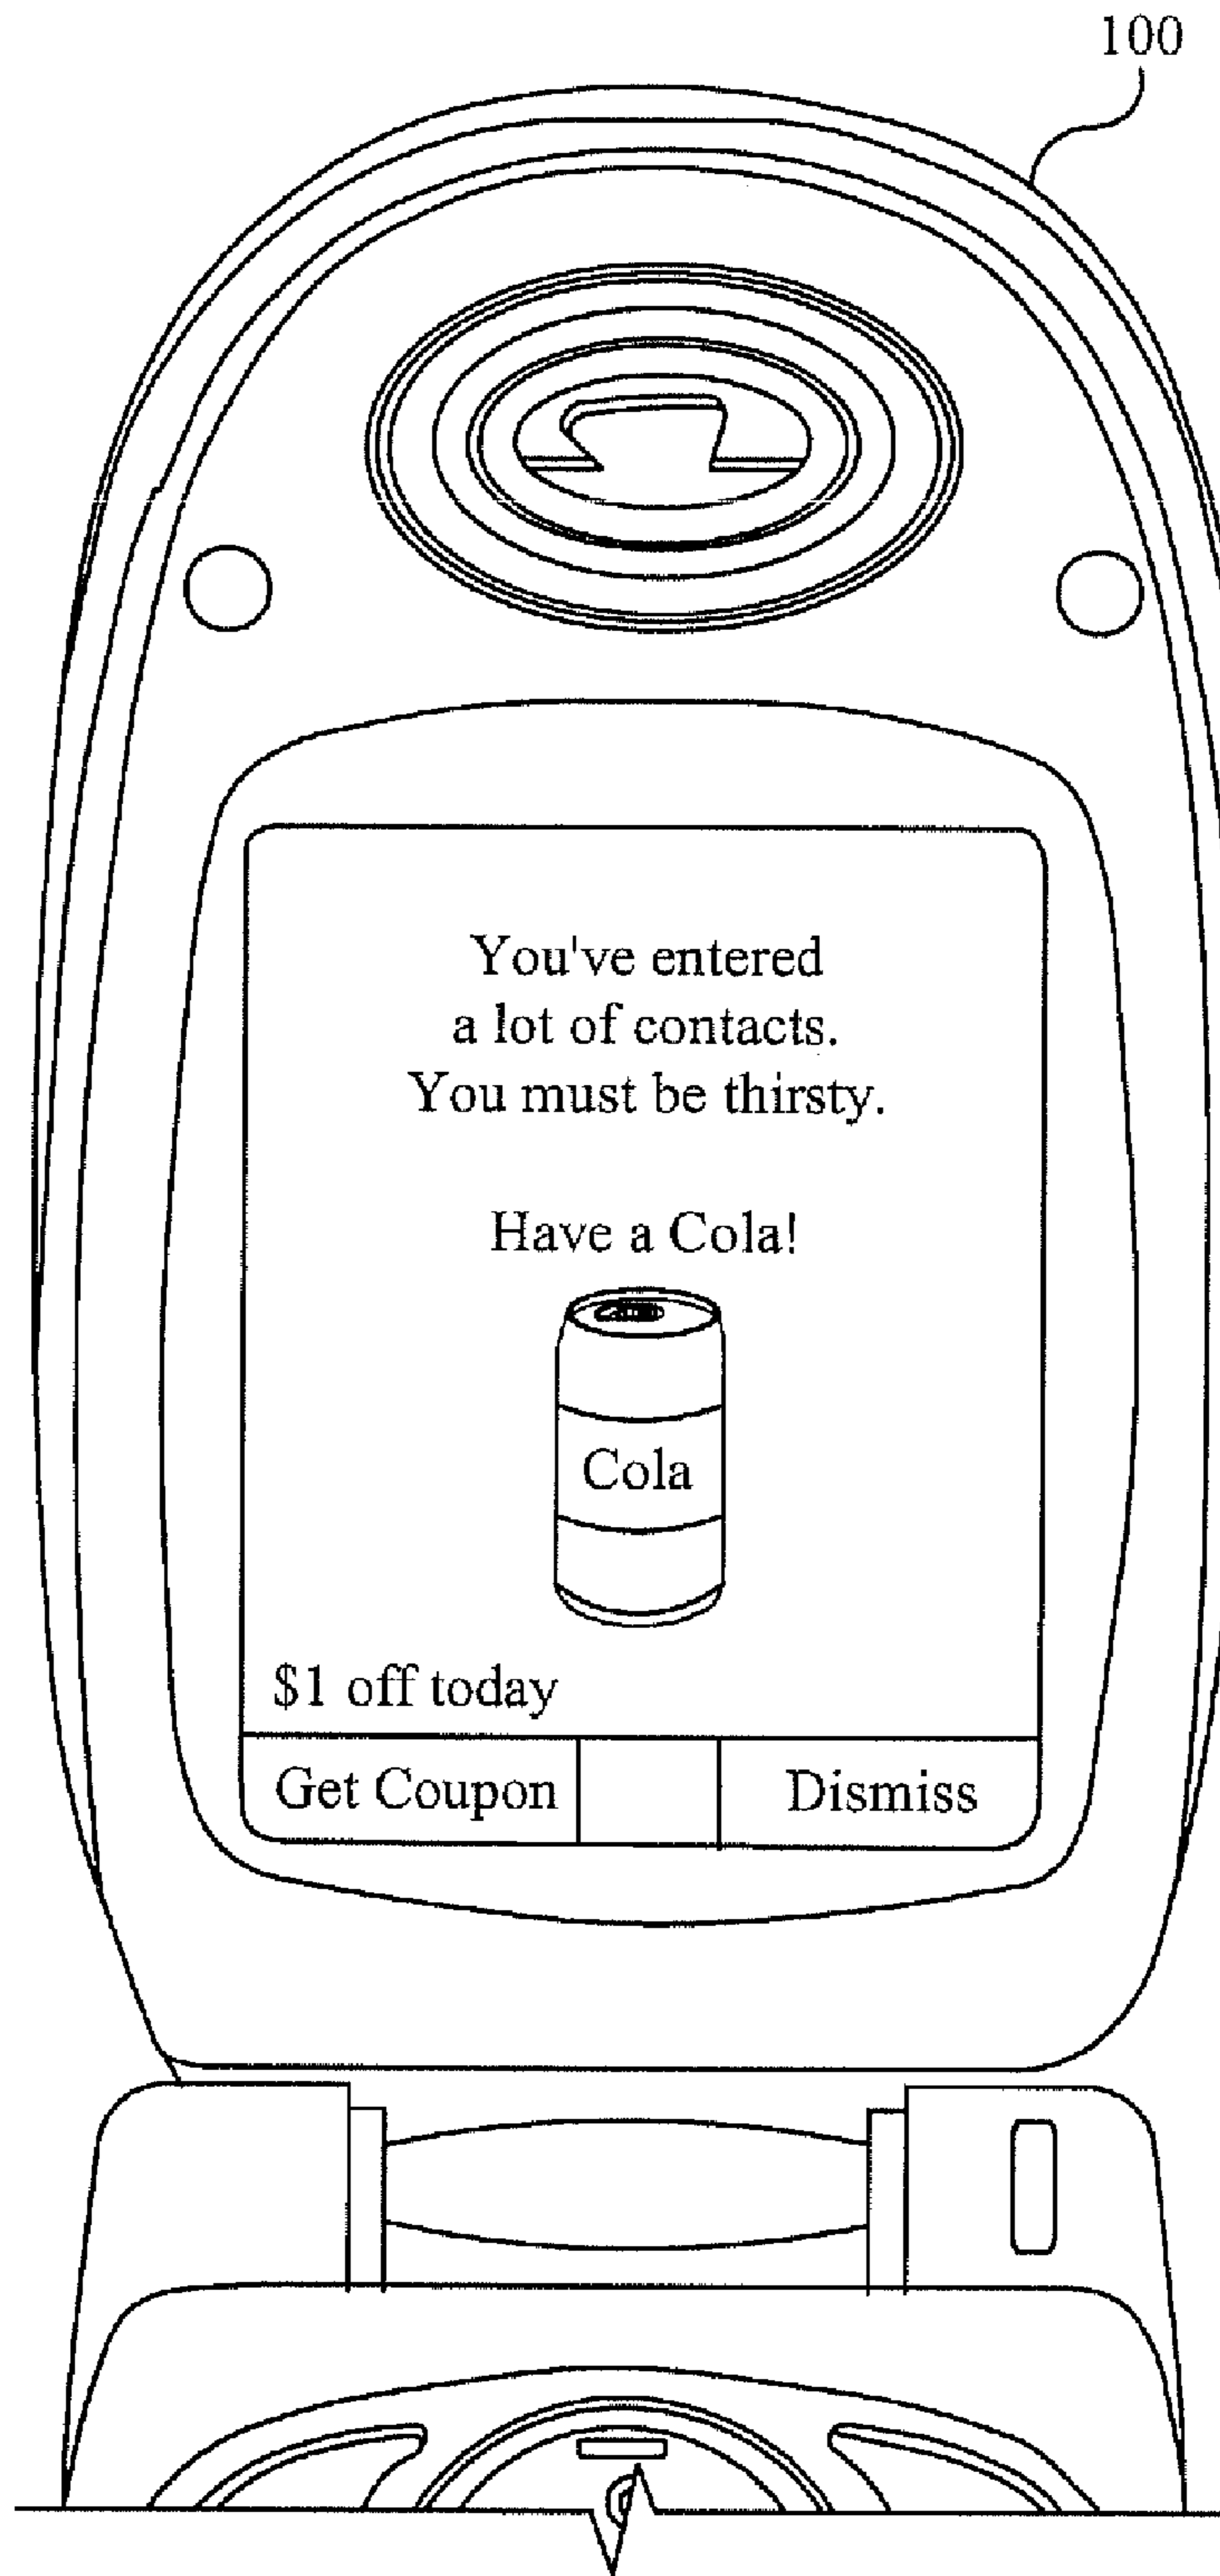 100
You've entered
a lot of contacts.
You must be thirsty.
Have a Cola!
Cola
$1 off today
Get Coupon
Dismiss